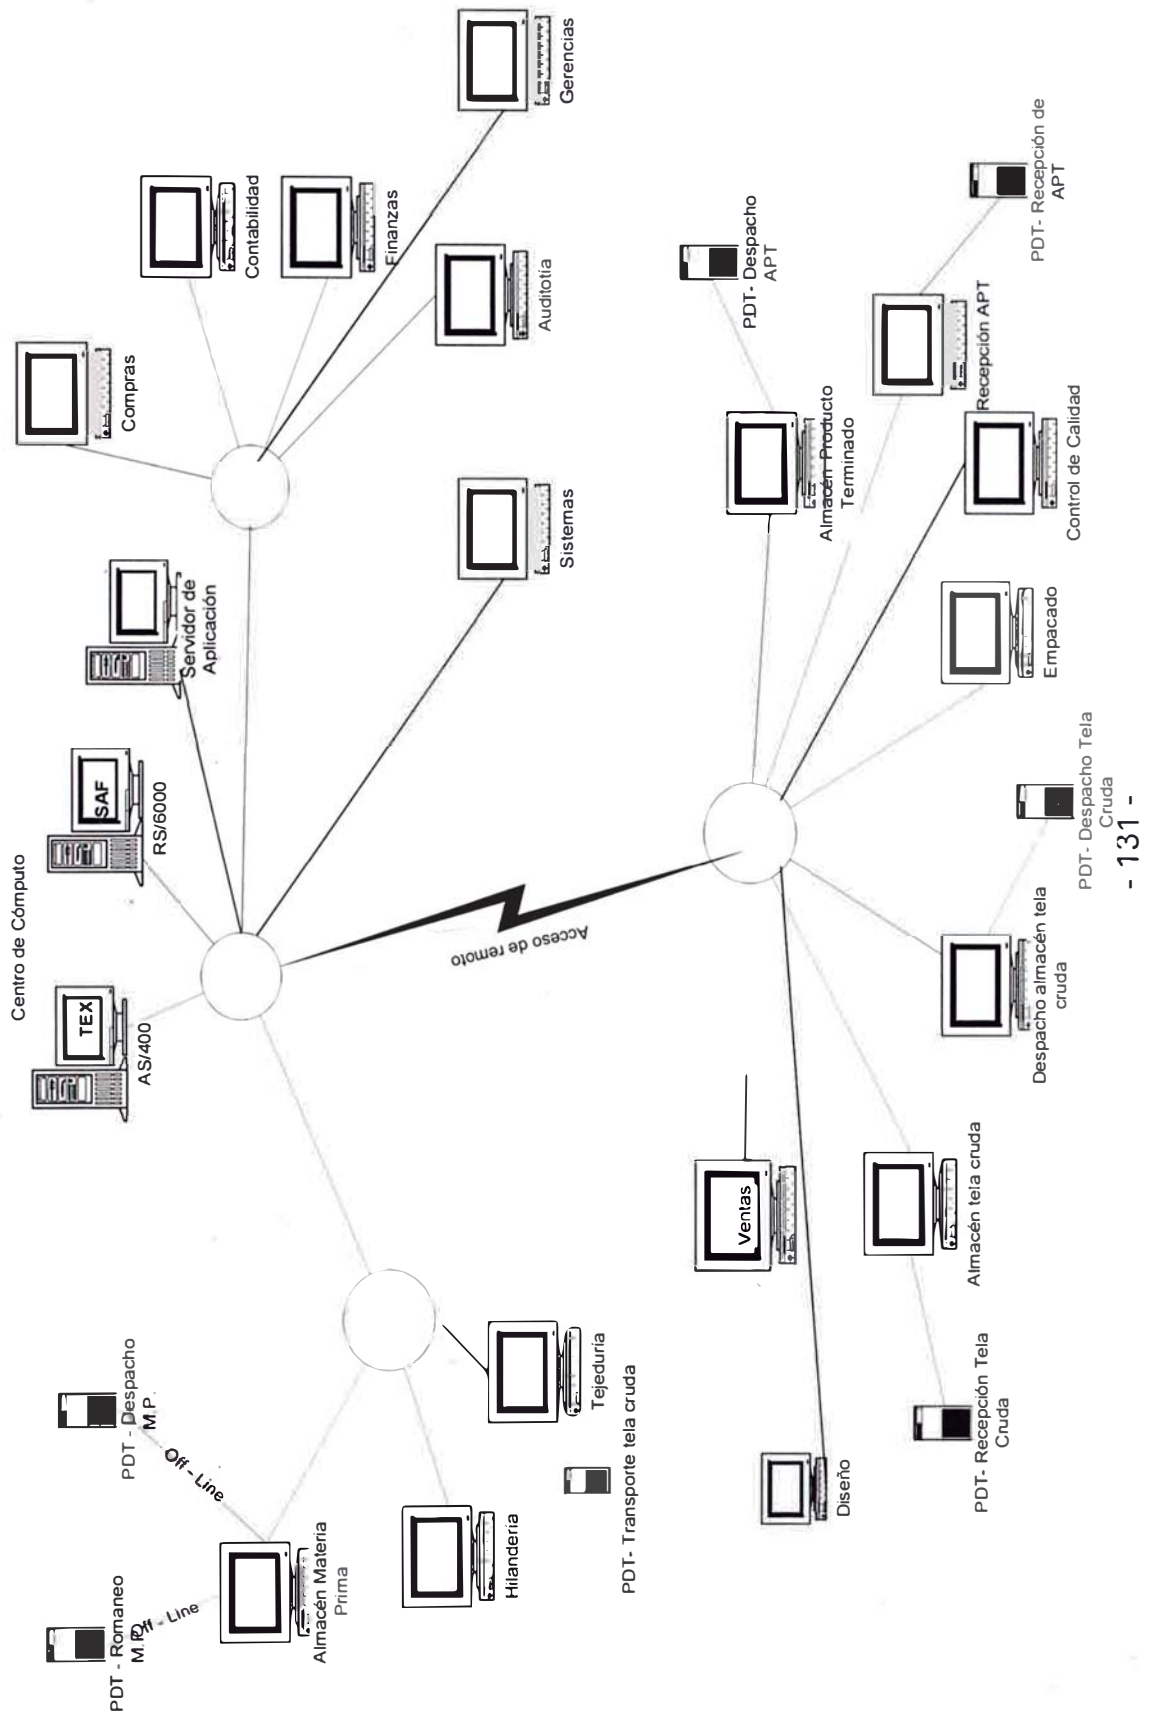 Centro de Cómputo
PDT - Romaneo
M.P.
Off - Line
PDT - Despacho
M.P.
Off - Line
Almacén Materia
Prima
Hilanderia
Tejeduria
PDT- Transporte tela cruda
TEX
AS/400
SAF
RS/6000
Servidor de
Aplicación
Compras
Contabilidad
Finanzas
Auditotia
Gerencias
Sistemas
Acceso de remoto
Diseño
Ventas
PDT- Recepción Tela
Cruda
Almacén tela cruda
Despacho almacén tela
cruda
PDT- Despacho Tela
Cruda
Empacado
Control de Calidad
Almacén Producto
Terminado
PDT- Despacho
APT
Recepción APT
PDT- Recepción de
APT
- 131 -